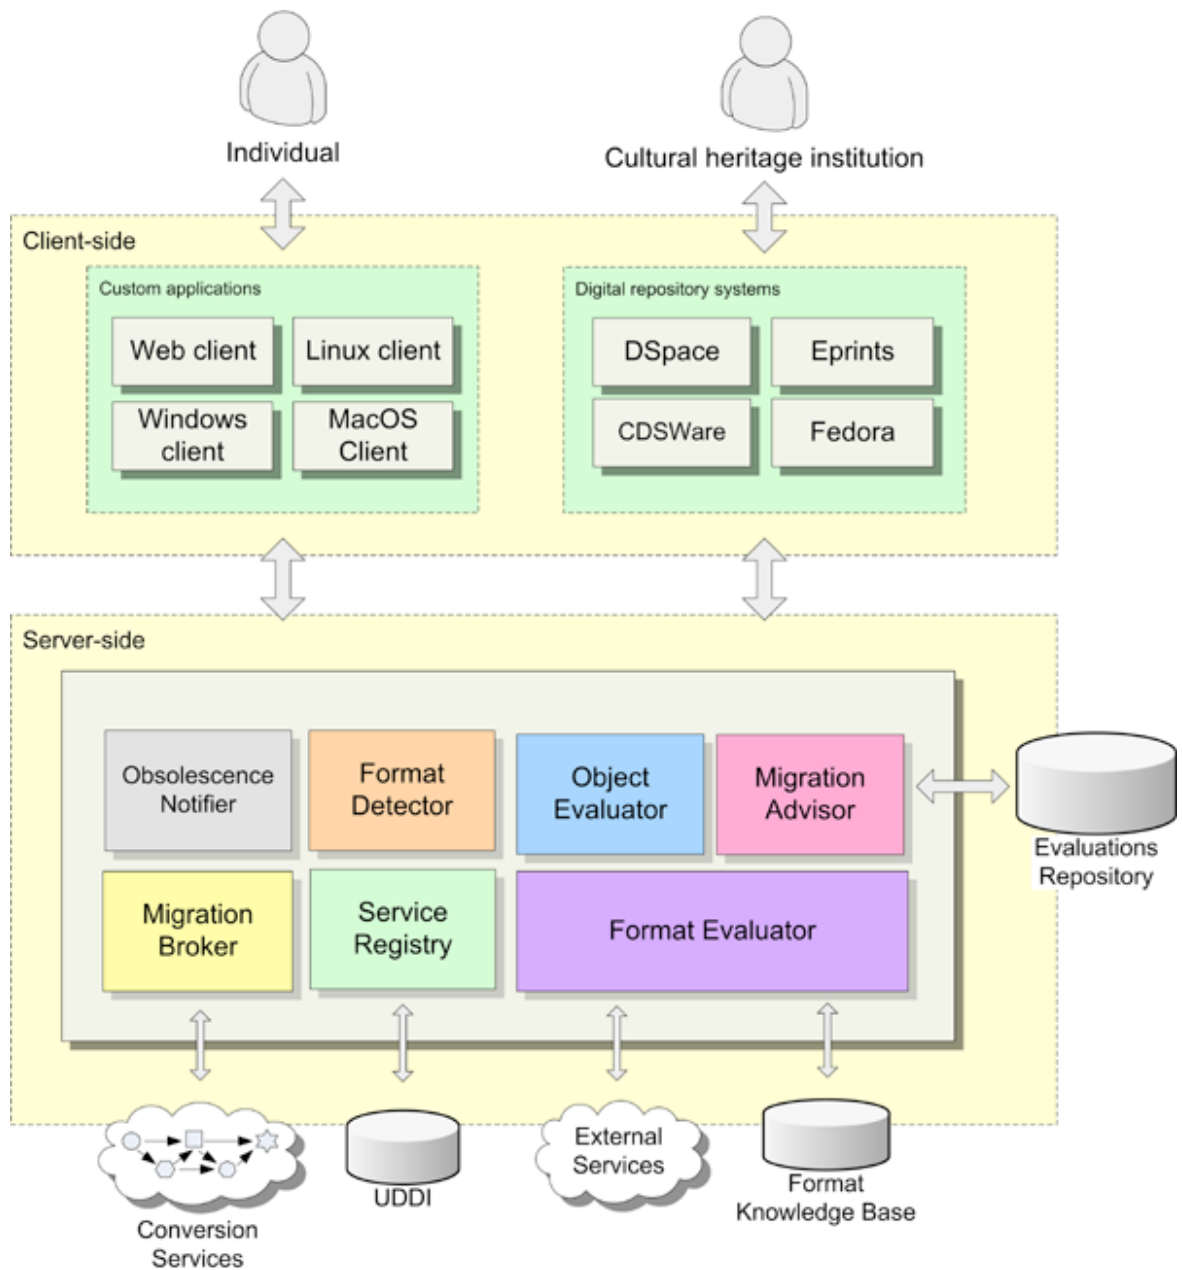 Individual
Cultural heritage institution
Client-side
Custom applications
Web client
Linux client
Windows
client
MacOS
Client
Digital repository systems
DSpace
Eprints
CDSWare
Fedora
Server-side
Obsolescence
Notifier
Format
Detector
Object
Evaluator
Migration
Advisor
Migration
Broker
Service
Registry
Format Evaluator
Evaluations
Repository
Conversion
Services
UDDI
External
Services
Format
Knowledge Base